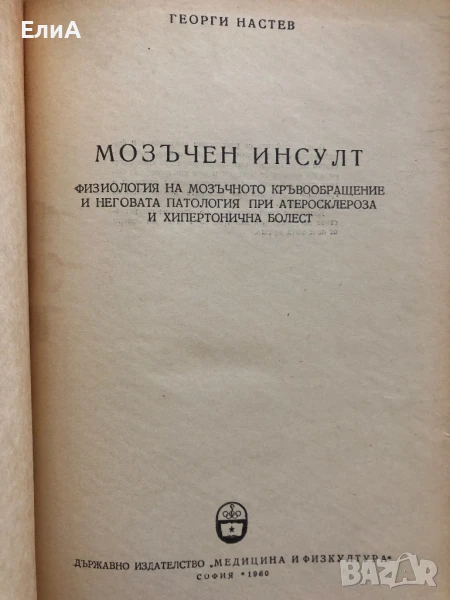 ЕлиА
ГЕОРГИ НАСТЕВ
МОЗЪЧЕН ИНСУЛТ
ФИЗИОЛОГИЯ НА МОЗЪЧНОТО КРЪВООБРАЩЕНИЕ
И НЕГОВАТА ПАТОЛОГИЯ ПРИ АТЕРОСКЛЕРОЗА
И ХИПЕРТОНИЧНА БОЛЕСТ
ДЪРЖАВНО ИЗДАТЕЛСТВО „МЕДИЦИНА И ФИЗКУЛТУРА"
СОФИЯ * 1960
BAZAR